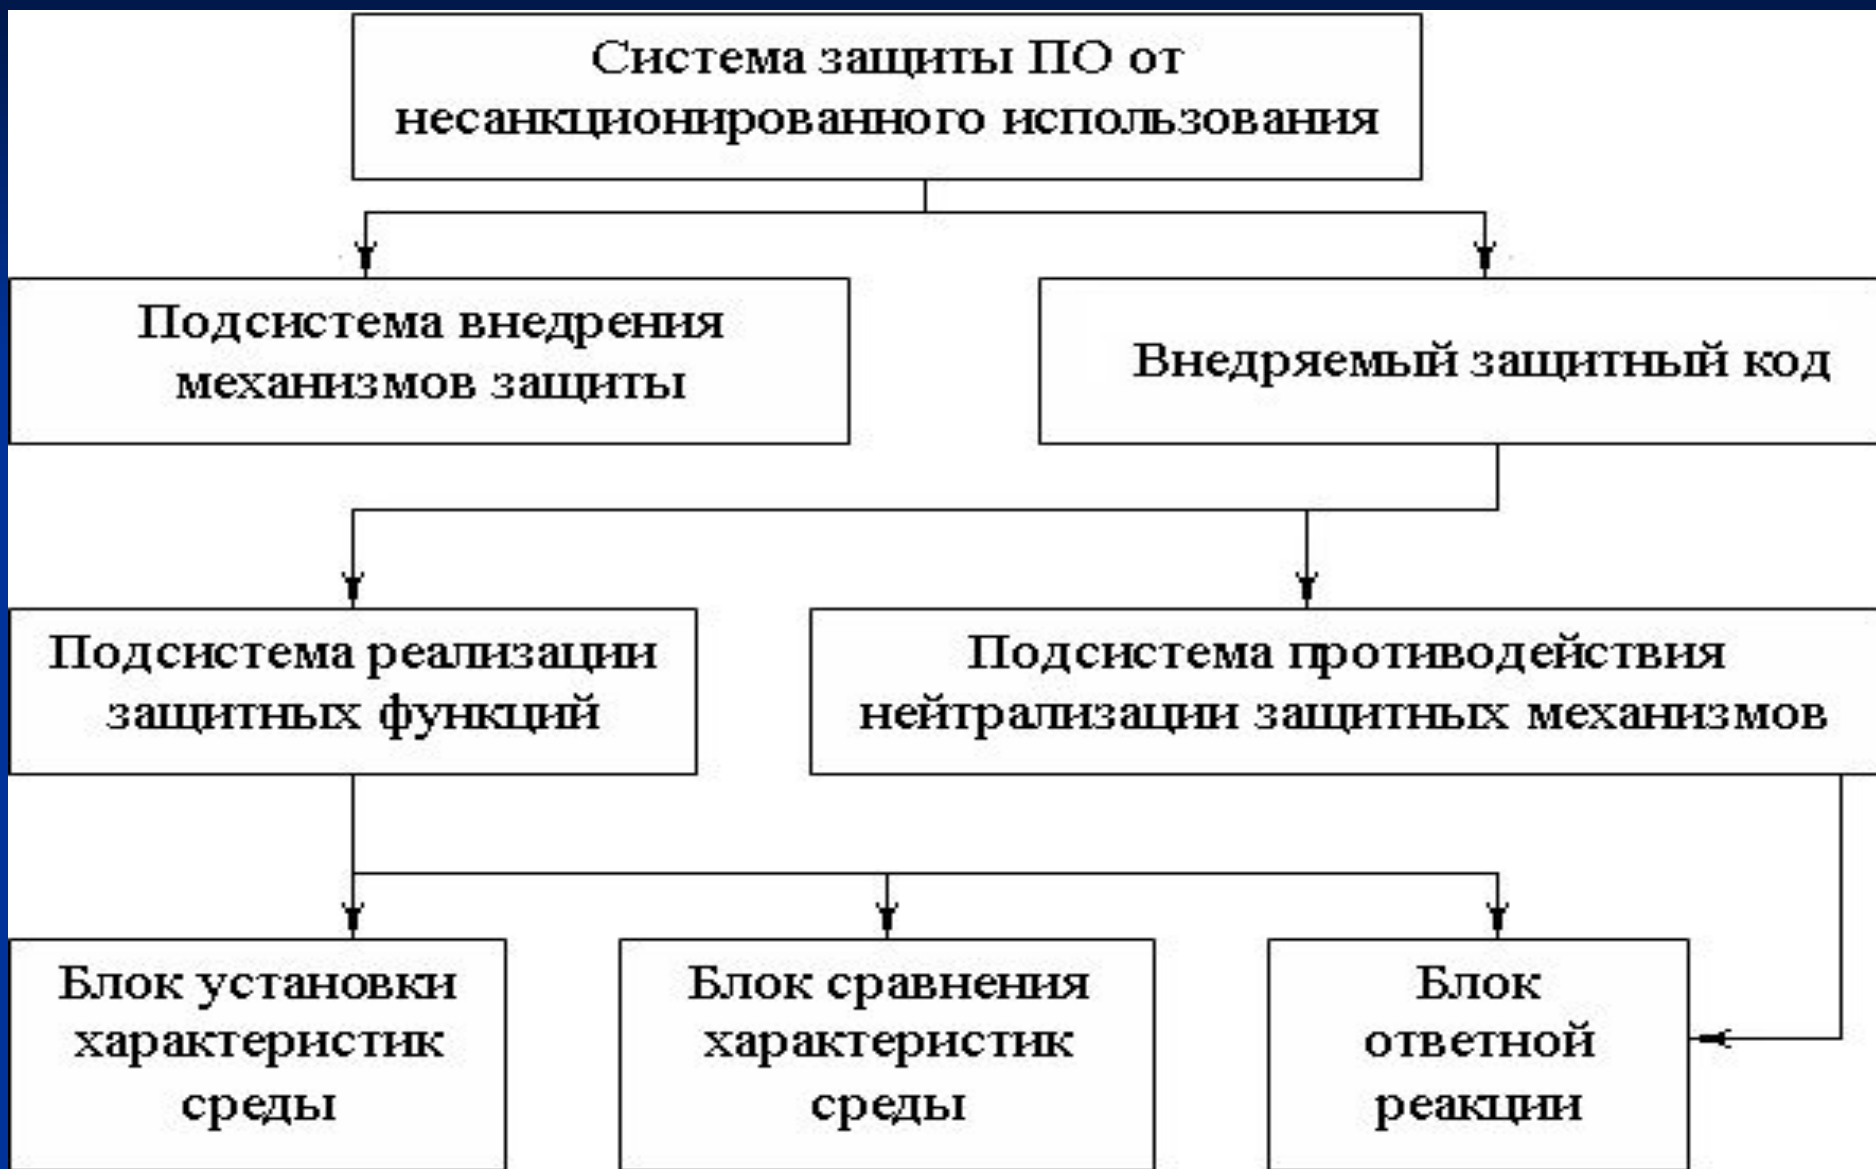 Система защиты ПО от
несанкционированного использования
Подсистема внедрения
механизмов защиты
Внедряемый защитный код
Подсистема реализации
защитных функций
Подсистема противодействия
нейтрализации защитных механизмов
Блок установки
характеристик
среды
Блок сравнения
характеристик
среды
Блок
ответной
реакции